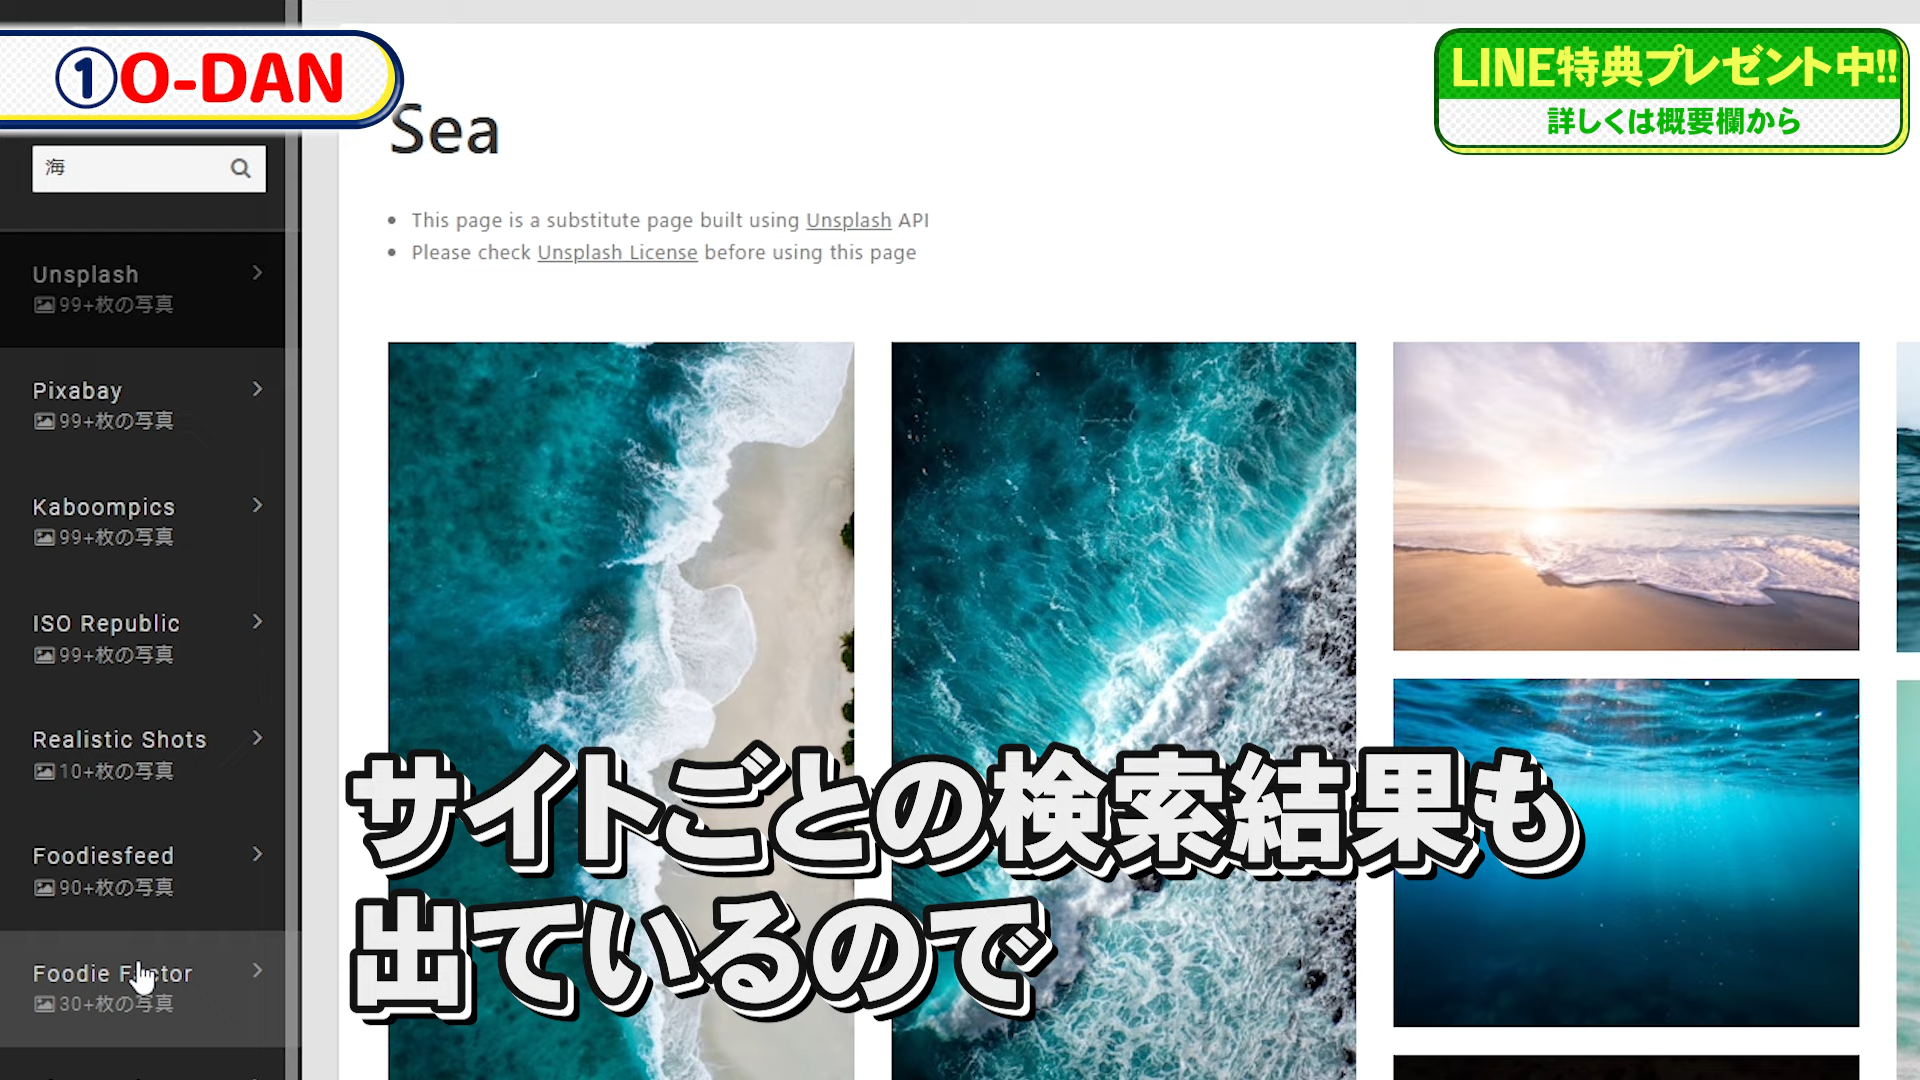 ①O-DAN
LINE特典プレゼント中!!
詳しくは概要欄から
海
Sea
This page is a substitute page built using Unsplash API
Please check Unsplash License before using this page
Unsplash
99+枚の写真
Pixabay
99+枚の写真
Kaboompics
99+枚の写真
ISO Republic
99+枚の写真
Realistic Shots
10+枚の写真
Foodiesfeed
90+枚の写真
Foodie Factor
30+枚の写真
サイトごとの検索結果も
出ているので